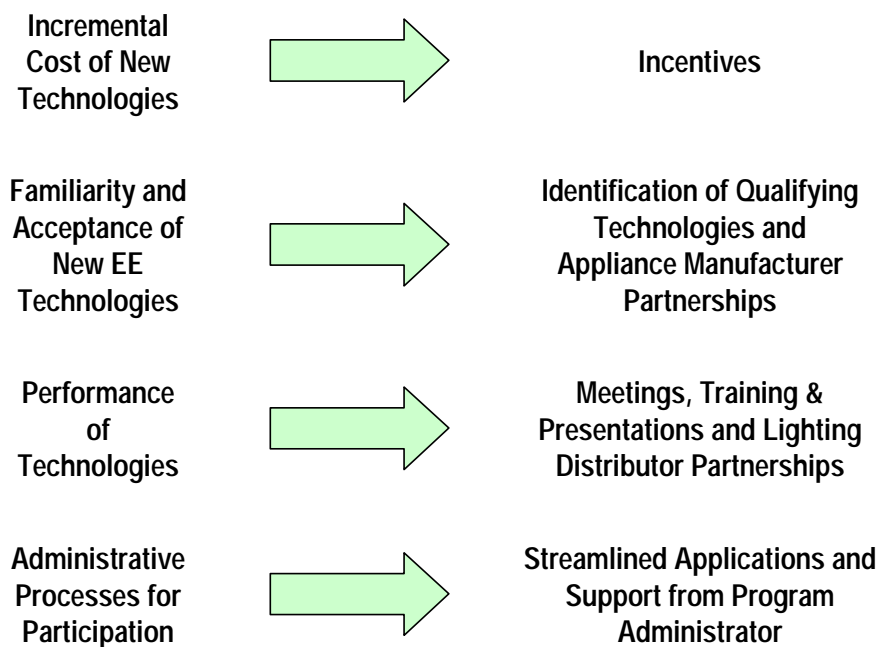 Incremental
Cost of New
Technologies
Incentives
Familiarity and
Acceptance of
New EE
Technologies
Identification of Qualifying
Technologies and
Appliance Manufacturer
Partnerships
Performance
of
Technologies
Meetings, Training &
Presentations and Lighting
Distributor Partnerships
Administrative
Processes for
Participation
Streamlined Applications and
Support from Program
Administrator